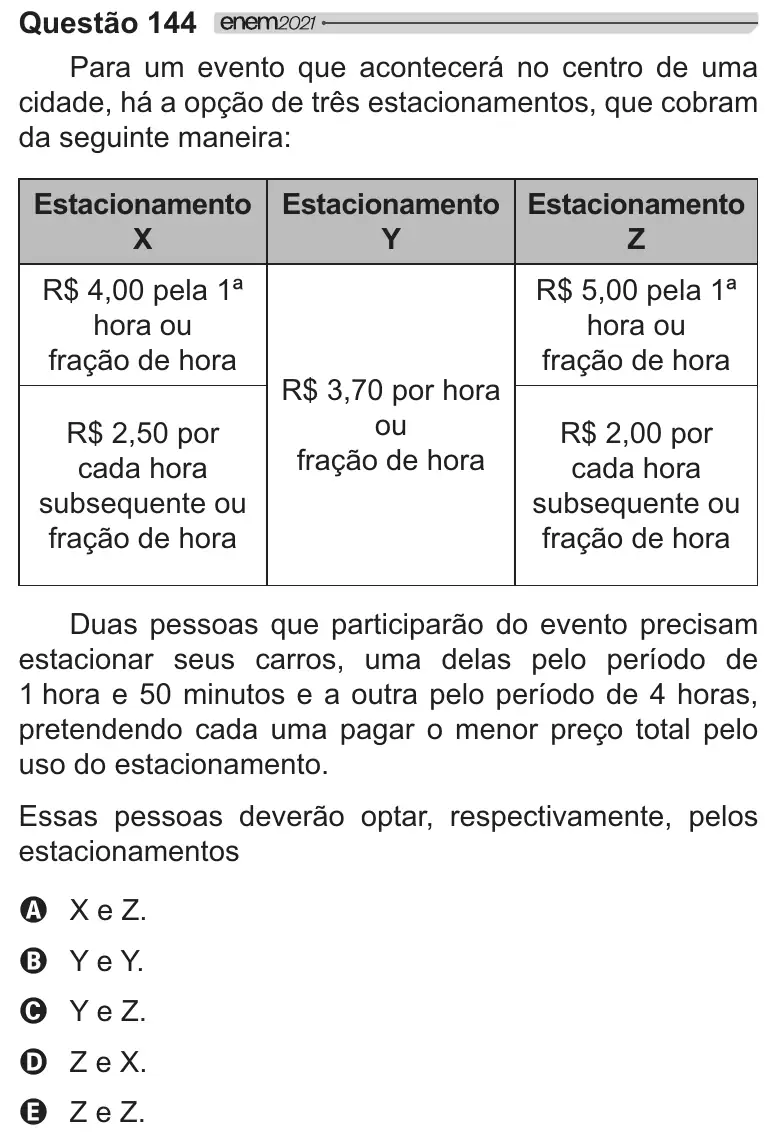 Questão 144 enem2021
Para um evento que acontecerá no centro de uma
cidade, há a opção de três estacionamentos, que cobram
da seguinte maneira:
Estacionamento
X
Estacionamento
Y
Estacionamento
Z
R$ 4,00 pela 1ª
hora ou
fração de hora
R$ 3,70 por hora
ou
fração de hora
R$ 5,00 pela 1ª
hora ou
fração de hora
R$ 2,50 por
cada hora
subsequente ou
fração de hora
R$ 2,00 por
cada hora
subsequente ou
fração de hora
Duas pessoas que participarão do evento precisam
estacionar seus carros, uma delas pelo período de
1 hora e 50 minutos e a outra pelo período de 4 horas,
pretendendo cada uma pagar o menor preço total pelo
uso do estacionamento.
Essas pessoas deverão optar, respectivamente, pelos
estacionamentos
A X e Z.
B Y e Y.
C Y e Z.
D Z e X.
E Z e Z.